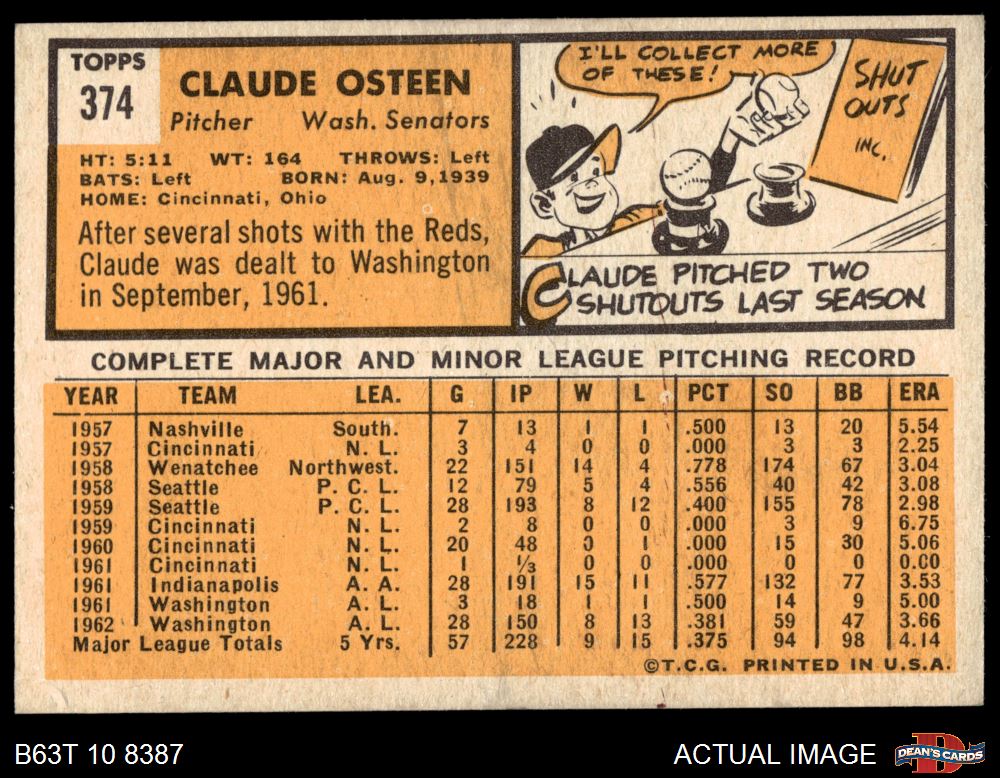 TOPPS
374
CLAUDE OSTEEN
Pitcher Wash. Senators
HT: 5:11 WT: 164 THROWS: Left
BATS: Left BORN: Aug. 9, 1939
HOME: Cincinnati, Ohio
After several shots with the Reds,
Claude was dealt to Washington
in September, 1961.
I'LL COLLECT MORE
OF THESE!
SHUT
OUTS
INC.
CLAUDE PITCHED TWO
SHUTOUTS LAST SEASON
COMPLETE MAJOR AND MINOR LEAGUE PITCHING RECORD
YEAR TEAM LEA. G IP W L PCT SO BB ERA
1957 Nashville South. 7 13 1 1 .500 13 20 5.54
1957 Cincinnati N. L. 3 4 0 0 .000 3 3 2.25
1958 Wenatchee Northwest. 22 151 14 4 .778 174 67 3.04
1958 Seattle P. C. L. 12 79 5 4 .556 40 42 3.08
1959 Seattle P. C. L. 28 193 8 12 .400 155 78 2.98
1959 Cincinnati N. L. 2 8 0 0 .000 3 9 6.75
1960 Cincinnati N. L. 20 48 0 1 .000 15 30 5.06
1961 Cincinnati N. L. 1 ⅓ 0 0 .000 0 0 0.00
1961 Indianapolis A. A. 28 191 15 11 .577 132 77 3.53
1961 Washington A. L. 3 18 1 1 .500 14 9 5.00
1962 Washington A. L. 28 150 8 13 .381 59 47 3.66
Major League Totals 5 Yrs. 57 228 9 15 .375 94 98 4.14
©T.C.G. PRINTED IN U.S.A.
B63T 10 8387 ACTUAL IMAGE DEAN'S CARDS